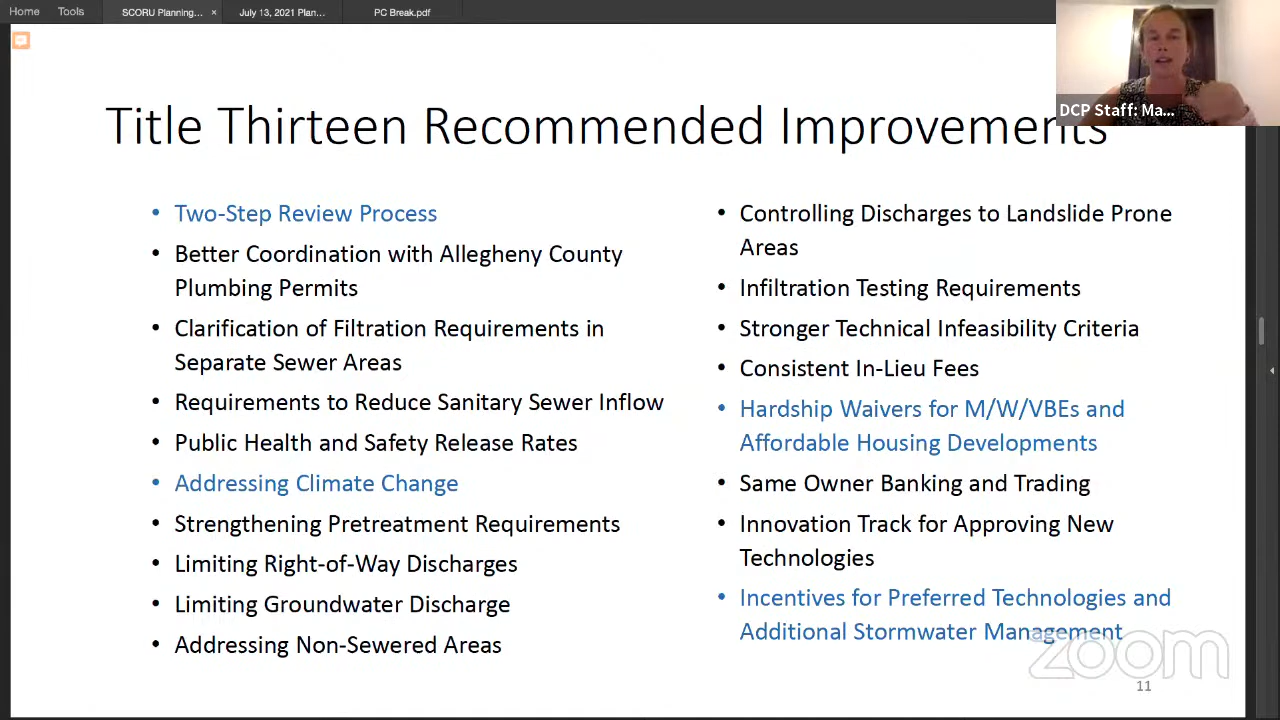 Home Tools SCORU Planning... × July 13, 2021 Plan... PC Break.pdf
DCP Staff: Ma...
Title Thirteen Recommended Improvements
• Two-Step Review Process
• Better Coordination with Allegheny County
Plumbing Permits
• Clarification of Filtration Requirements in
Separate Sewer Areas
• Requirements to Reduce Sanitary Sewer Inflow
• Public Health and Safety Release Rates
• Addressing Climate Change
• Strengthening Pretreatment Requirements
• Limiting Right-of-Way Discharges
• Limiting Groundwater Discharge
• Addressing Non-Sewered Areas
• Controlling Discharges to Landslide Prone
Areas
• Infiltration Testing Requirements
• Stronger Technical Infeasibility Criteria
• Consistent In-Lieu Fees
• Hardship Waivers for M/W/VBEs and
Affordable Housing Developments
• Same Owner Banking and Trading
• Innovation Track for Approving New
Technologies
• Incentives for Preferred Technologies and
Additional Stormwater Management
zoom
11